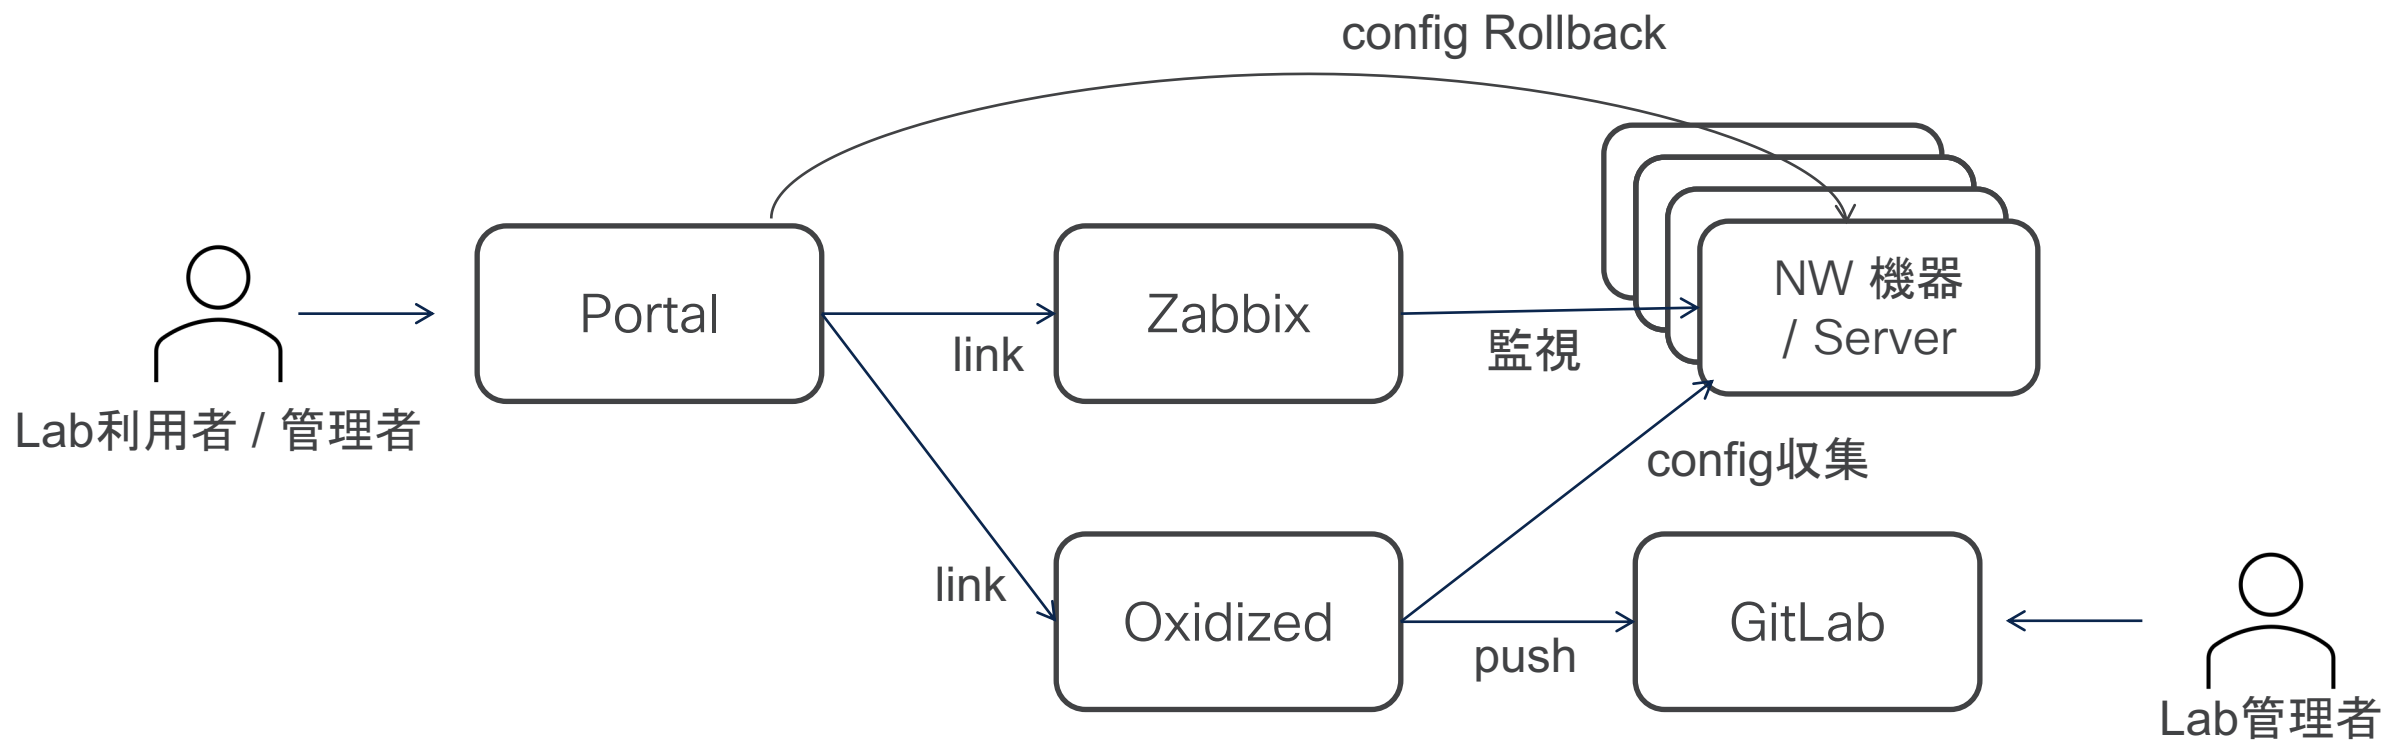 config Rollback
Portal
Zabbix
NW 機器
/ Server
link
監視
Lab利用者 / 管理者
config収集
link
Oxidized
GitLab
push
Lab管理者